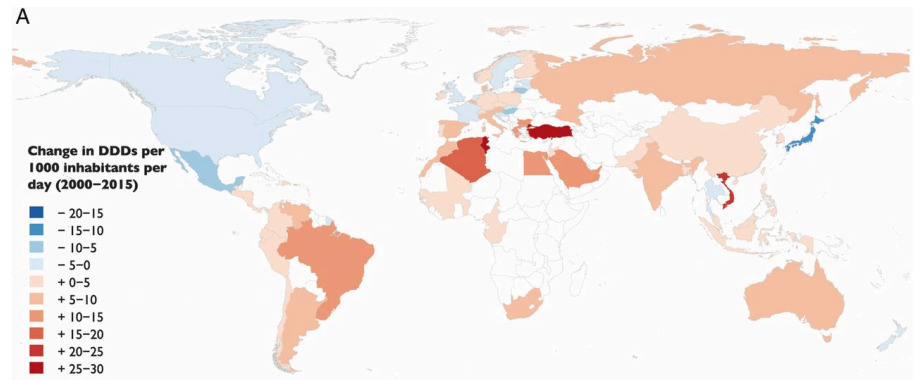 A
Change in DDDs per
1000 inhabitants per
day (2000–2015)
– 20-15
– 15-10
– 10-5
– 5-0
+ 0-5
+ 5-10
+ 10-15
+ 15-20
+ 20-25
+ 25-30